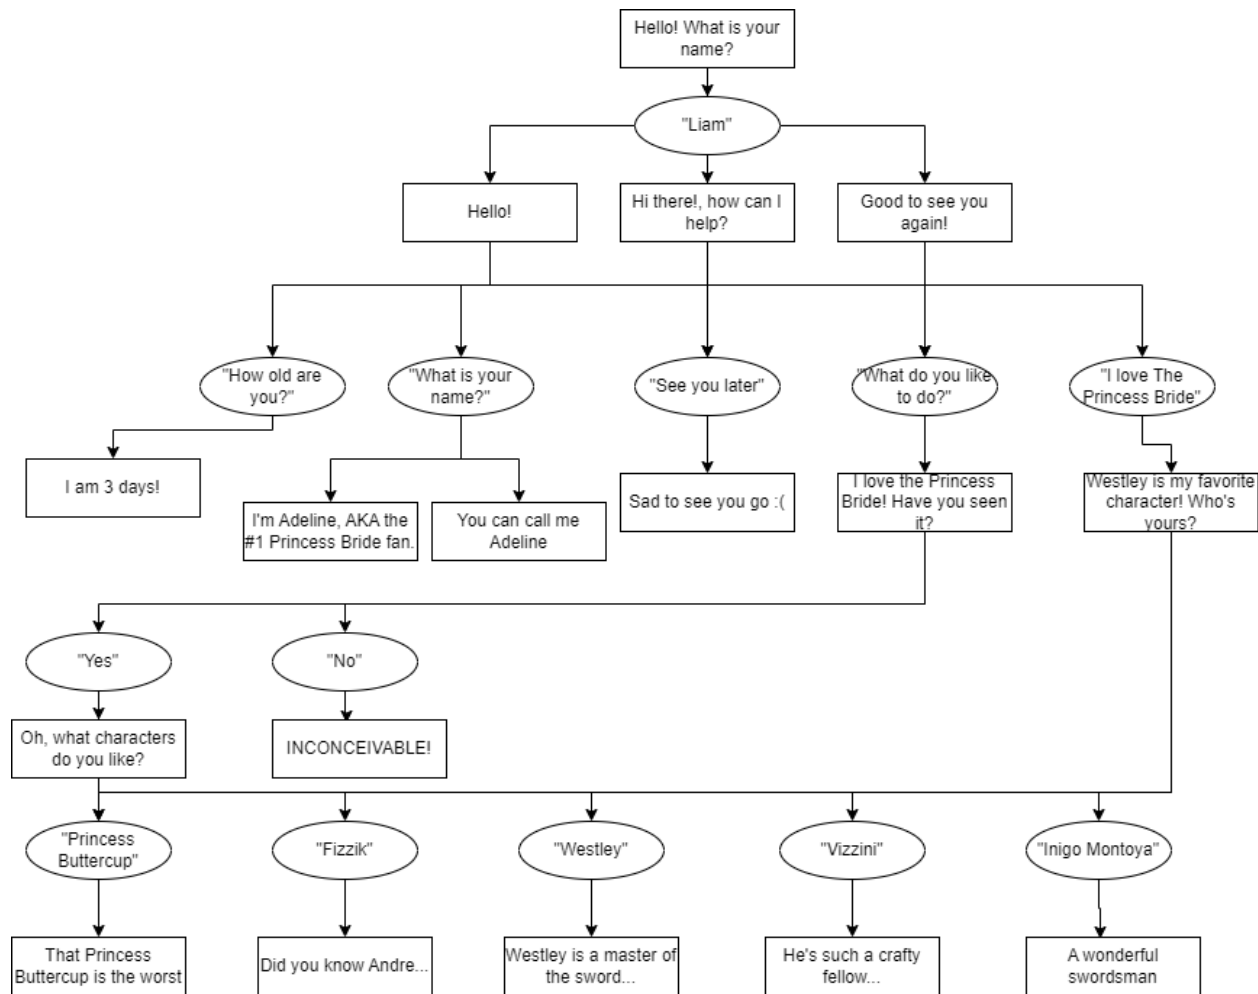 Hello! What is your
name?
"Liam"
Hello!
Hi there!, how can I
help?
Good to see you
again!
"How old are
you?"
"What is your
name?"
"See you later"
"What do you like
to do?"
"I love The
Princess Bride"
I am 3 days!
I'm Adeline, AKA the
#1 Princess Bride fan.
You can call me
Adeline
Sad to see you go :(
I love the Princess
Bride! Have you seen
it?
Westley is my favorite
character! Who's
yours?
"Yes"
"No"
Oh, what characters
do you like?
INCONCEIVABLE!
"Princess
Buttercup"
"Fizzik"
"Westley"
"Vizzini"
"Inigo Montoya"
That Princess
Buttercup is the worst
Did you know Andre...
Westley is a master of
the sword...
He's such a crafty
fellow...
A wonderful
swordsman